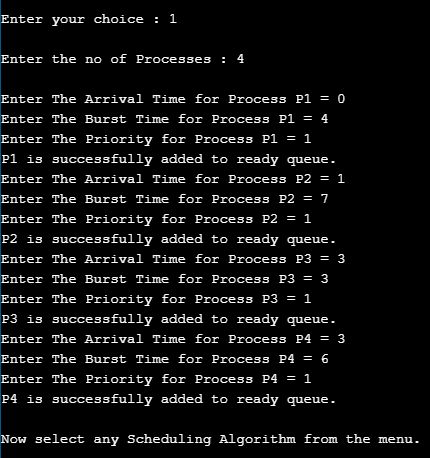 Enter your choice : 1
Enter the no of Processes : 4
Enter The Arrival Time for Process P1 = 0
Enter The Burst Time for Process P1 = 4
Enter The Priority for Process P1 = 1
P1 is successfully added to ready queue.
Enter The Arrival Time for Process P2 = 1
Enter The Burst Time for Process P2 = 7
Enter The Priority for Process P2 = 1
P2 is successfully added to ready queue.
Enter The Arrival Time for Process P3 = 3
Enter The Burst Time for Process P3 = 3
Enter The Priority for Process P3 = 1
P3 is successfully added to ready queue.
Enter The Arrival Time for Process P4 = 3
Enter The Burst Time for Process P4 = 6
Enter The Priority for Process P4 = 1
P4 is successfully added to ready queue.
Now select any Scheduling Algorithm from the menu.